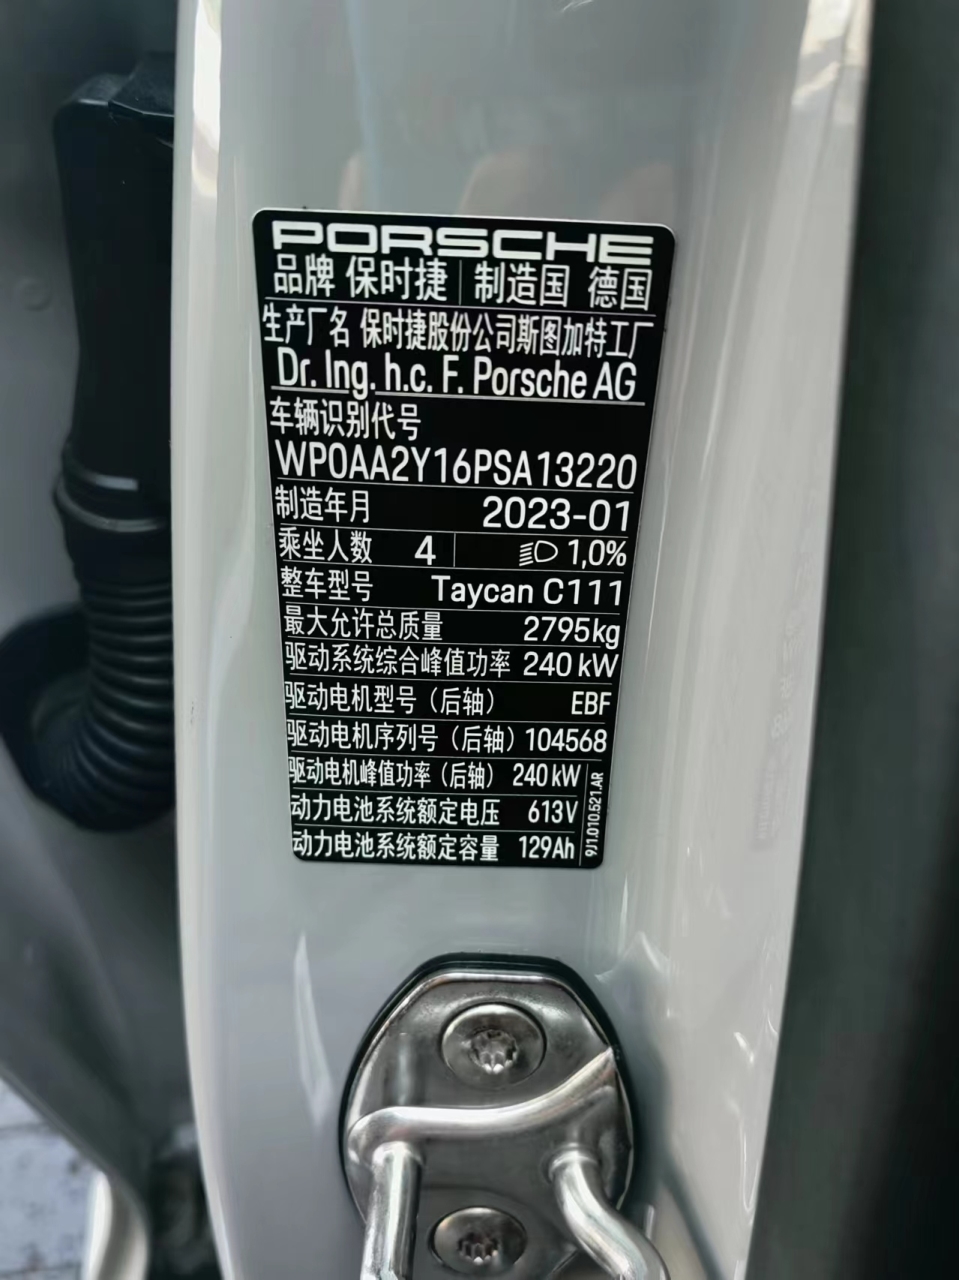 PORSCHE
品牌 保时捷 制造国 德国
生产厂名 保时捷股份公司斯图加特工厂
Dr. Ing. h.c. F. Porsche AG
车辆识别代号
WP0AA2Y16PSA13220
制造年月 2023-01
乘坐人数 4 1,0%
整车型号 Taycan C111
最大允许总质量 2795kg
驱动系统综合峰值功率 240 kW
驱动电机型号（后轴） EBF
驱动电机序列号（后轴）104568
驱动电机峰值功率（后轴） 240 kW
动力电池系统额定电压 613V
动力电池系统额定容量 129Ah
9J1.010.621.AR